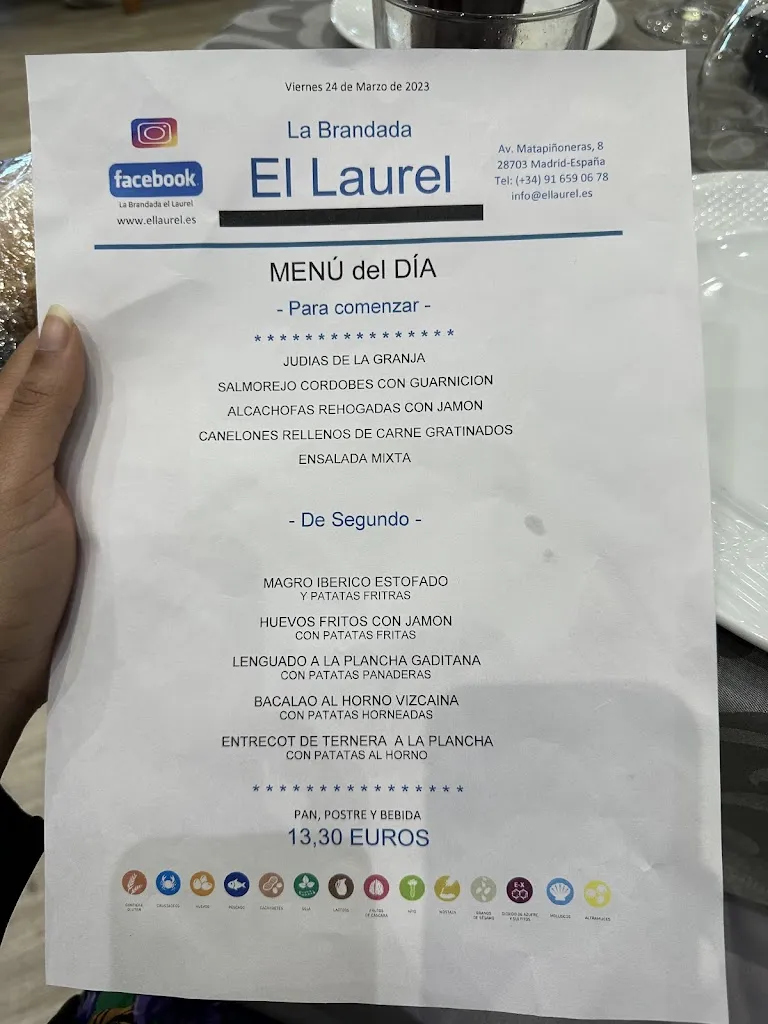 Viernes 24 de Marzo de 2023
facebook
La Brandada el Laurel
www.ellaurel.es
La Brandada
El Laurel
Av. Matapiñoneras, 8
28703 Madrid-España
Tel: (+34) 91 659 06 78
info@ellaurel.es
MENÚ del DÍA
- Para comenzar -
* * * * * * * * * * * * * * * *
JUDIAS DE LA GRANJA
SALMOREJO CORDOBES CON GUARNICION
ALCACHOFAS REHOGADAS CON JAMON
CANELONES RELLENOS DE CARNE GRATINADOS
ENSALADA MIXTA
- De Segundo -
MAGRO IBERICO ESTOFADO
Y PATATAS FRITRAS
HUEVOS FRITOS CON JAMON
CON PATATAS FRITAS
LENGUADO A LA PLANCHA GADITANA
CON PATATAS PANADERAS
BACALAO AL HORNO VIZCAINA
CON PATATAS HORNEADAS
ENTRECOT DE TERNERA A LA PLANCHA
CON PATATAS AL HORNO
* * * * * * * * * * * * * * * *
PAN, POSTRE Y BEBIDA
13,30 EUROS
E-X